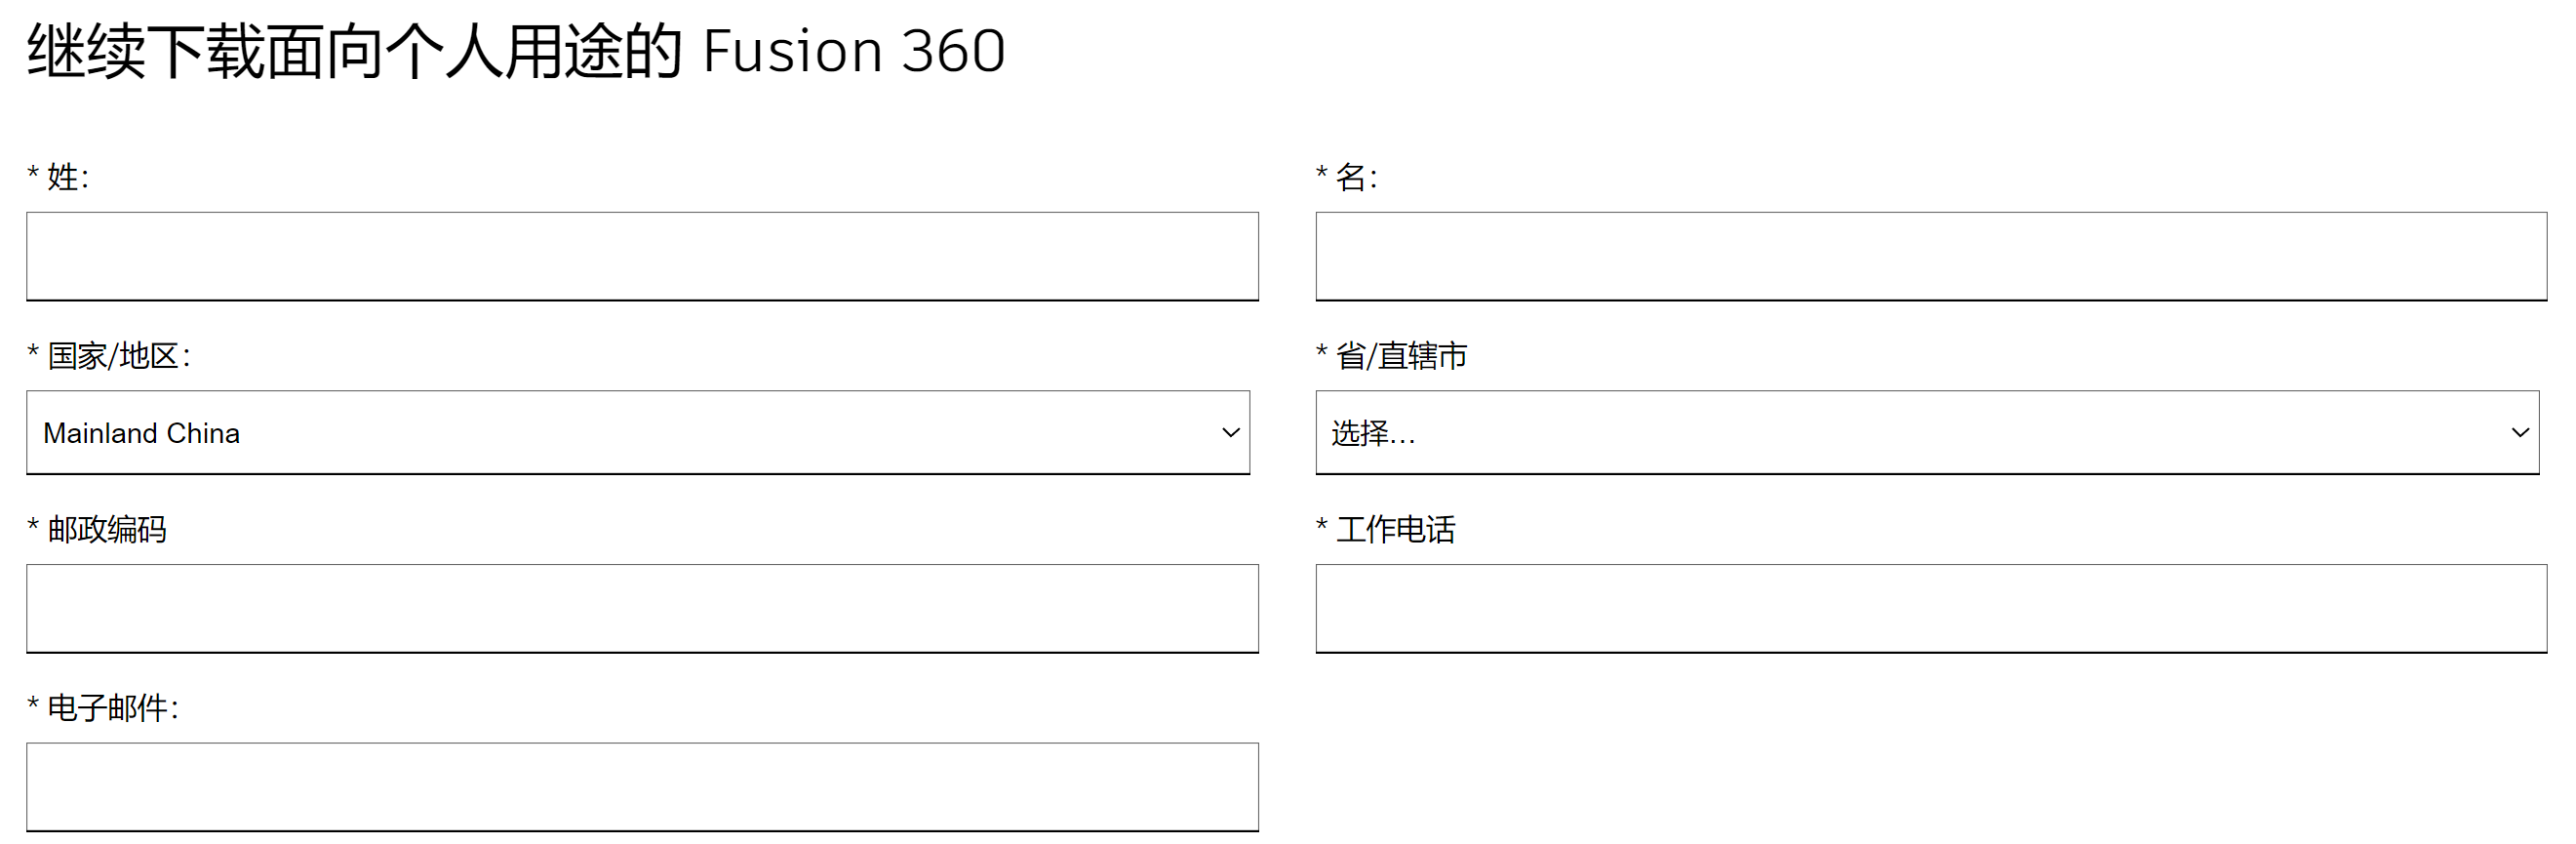 继续下载面向个人用途的 Fusion 360
* 姓：
* 名：
* 国家/地区：
* 省/直辖市
Mainland China
选择...
* 邮政编码
* 工作电话
* 电子邮件：